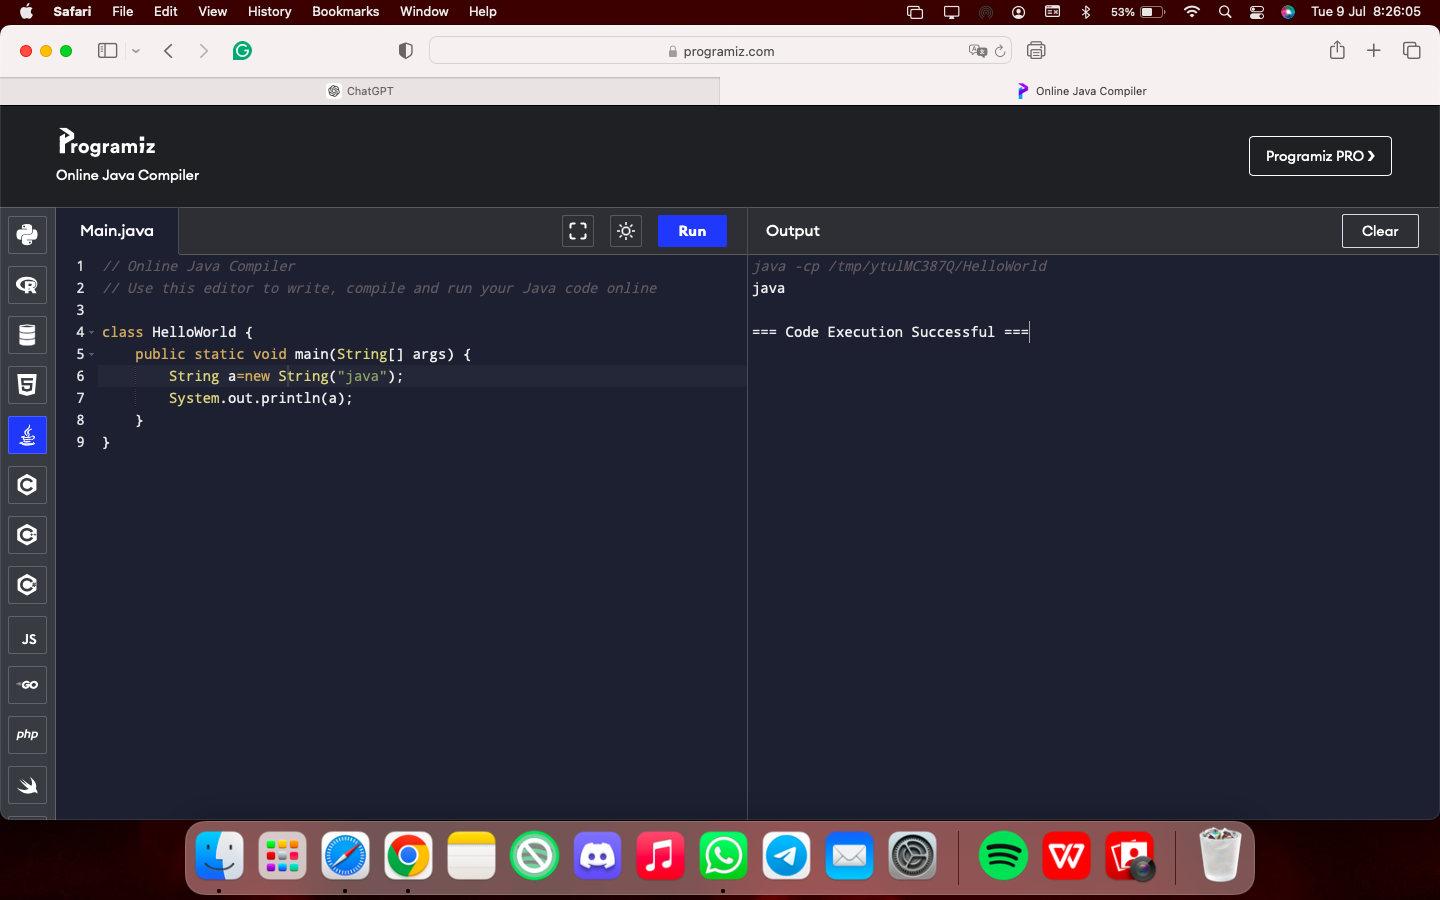 Safari File Edit View History Bookmarks Window Help 53% Tue 9 Jul 8:26:05
programiz.com
ChatGPT
Online Java Compiler
Programiz
Online Java Compiler
Programiz PRO ❯
Main.java
Run
Output
Clear
1 // Online Java Compiler
2 // Use this editor to write, compile and run your Java code online
3
4 class HelloWorld {
5     public static void main(String[] args) {
6         String a=new String("java");
7         System.out.println(a);
8     }
9 }
java -cp /tmp/ytulMC387Q/HelloWorld
java
=== Code Execution Successful ===
R
5
C
C
C
JS
GO
php
W